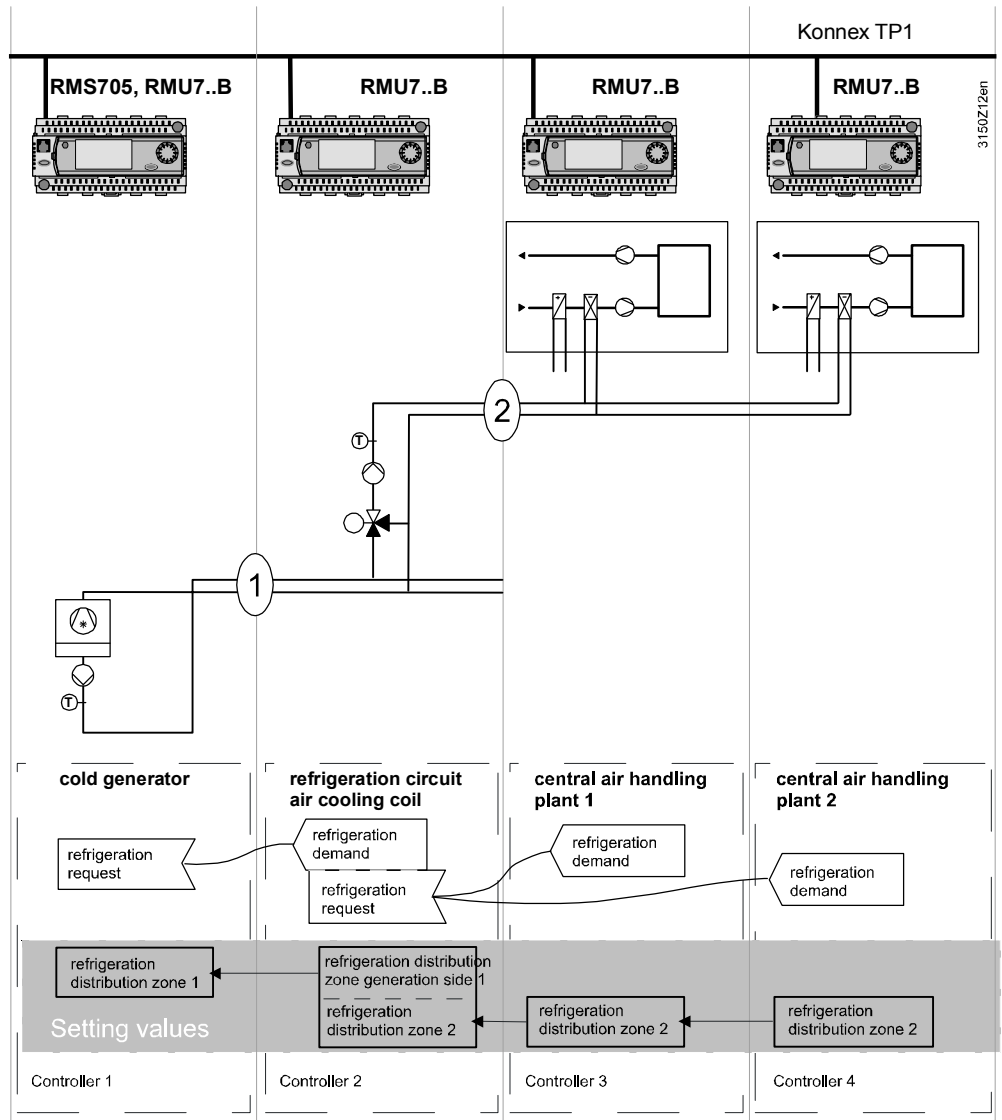 Konnex TP1
RMS705, RMU7..B
RMU7..B
RMU7..B
RMU7..B
3150Z12en
+
−
+
−
2
T
1
*
T
cold generator
refrigeration circuit
air cooling coil
central air handling
plant 1
central air handling
plant 2
refrigeration
request
refrigeration
demand
refrigeration
request
refrigeration
demand
refrigeration
demand
refrigeration
distribution zone 1
refrigeration distribution
zone generation side 1
refrigeration
distribution zone 2
refrigeration
distribution zone 2
refrigeration
distribution zone 2
Setting values
Controller 1
Controller 2
Controller 3
Controller 4